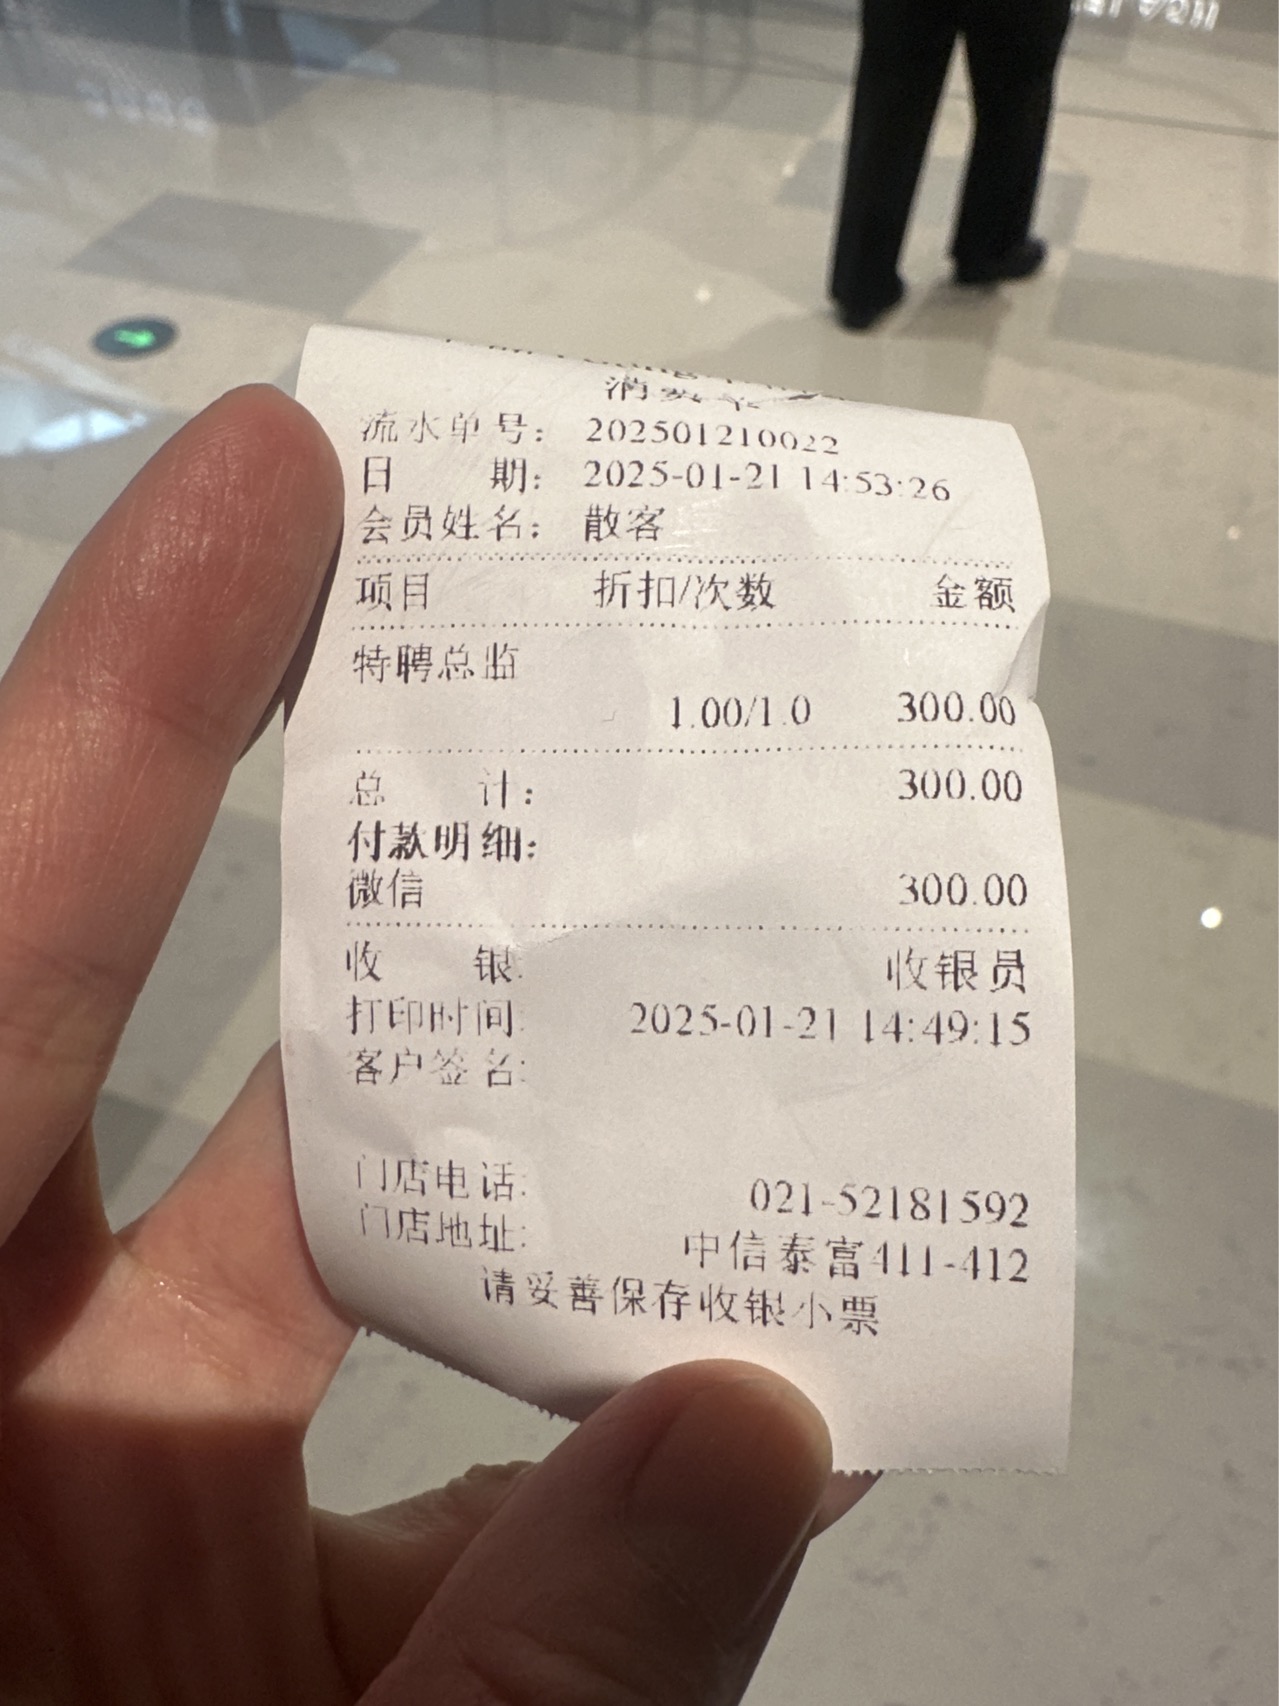 消费单
流水单号: 202501210022
日 期: 2025-01-21 14:53:26
会员姓名: 散客
项目 折扣/次数 金额
特聘总监
1.00/1.0 300.00
总 计: 300.00
付款明细:
微信 300.00
收 银: 收银员
打印时间: 2025-01-21 14:49:15
客户签名:
门店电话: 021-52181592
门店地址: 中信泰富411-412
请妥善保存收银小票